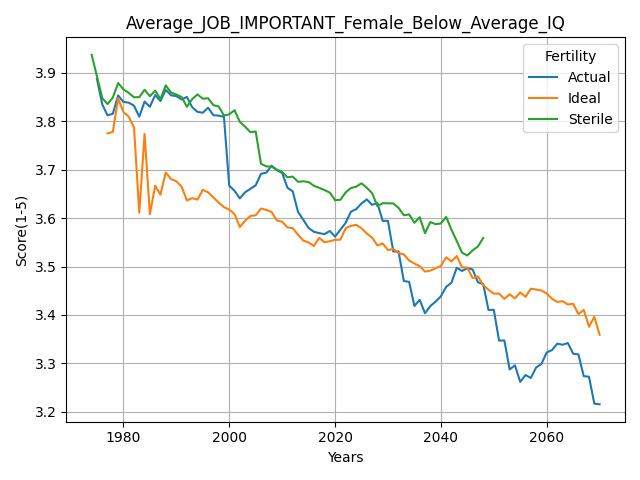 Average_JOB_IMPORTANT_Female_Below_Average_IQ
Fertility
Actual
Ideal
Sterile
Score(1-5)
3.9
3.8
3.7
3.6
3.5
3.4
3.3
3.2
1980 2000 2020 2040 2060
Years